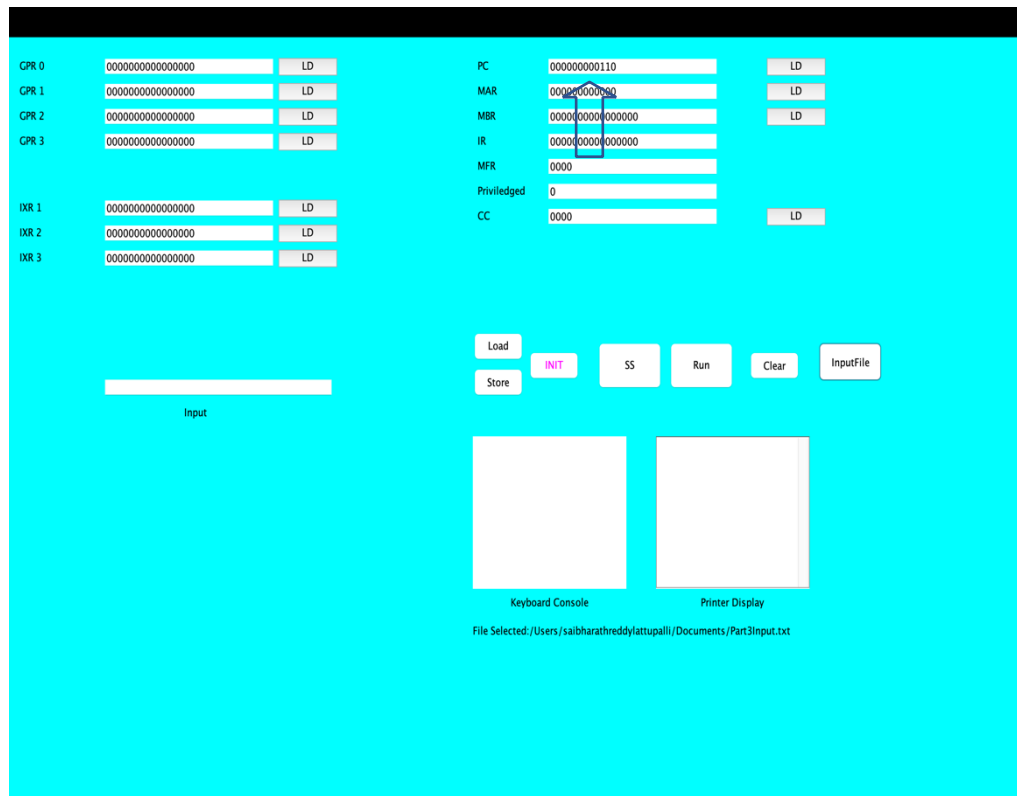 GPR 0 0000000000000000 LD
GPR 1 0000000000000000 LD
GPR 2 0000000000000000 LD
GPR 3 0000000000000000 LD
IXR 1 0000000000000000 LD
IXR 2 0000000000000000 LD
IXR 3 0000000000000000 LD
Input
PC 000000000110 LD
MAR 000000000000 LD
MBR 0000000000000000 LD
IR 0000000000000000
MFR 0000
Priviledged 0
CC 0000 LD
Load
Store
INIT SS Run Clear InputFile
Keyboard Console Printer Display
File Selected:/Users/saibharathreddylattupalli/Documents/Part3Input.txt